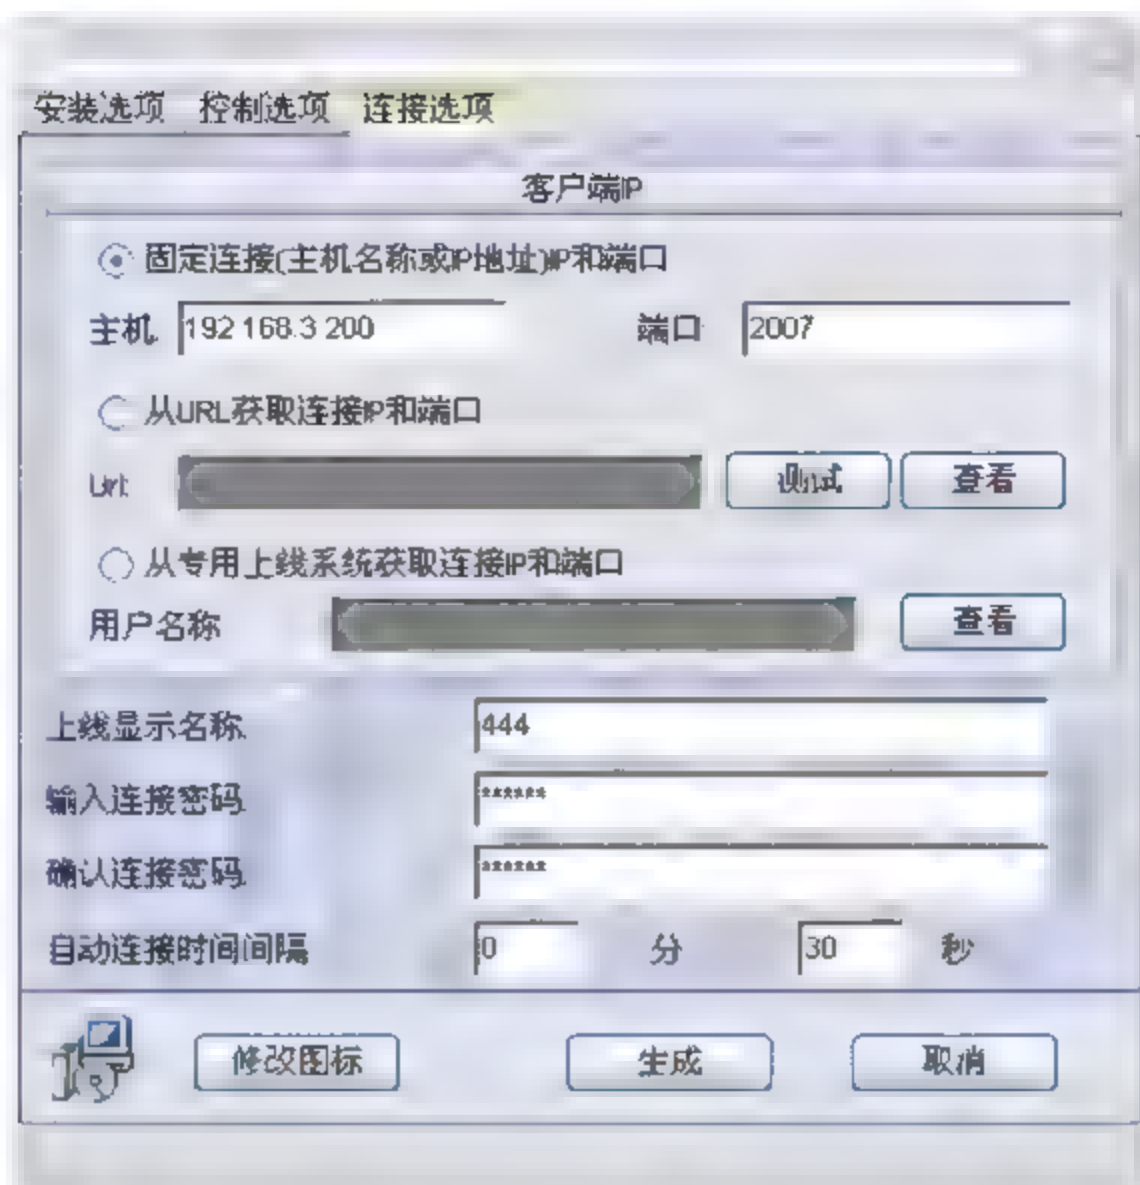 安装选项 控制选项 连接选项
客户端IP
固定连接(主机名称或IP地址)IP和端口
主机 192 168.3 200 端口 2007
从URL获取连接IP和端口
Url: 测试 查看
从专用上线系统获取连接IP和端口
用户名称 查看
上线显示名称 444
输入连接密码 ******
确认连接密码 ******
自动连接时间间隔 0 分 30 秒
修改图标 生成 取消